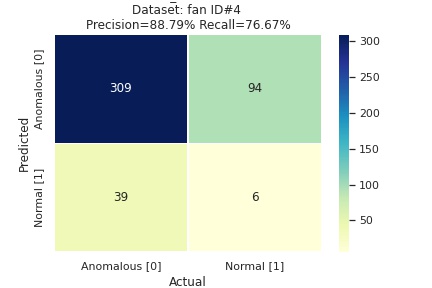 Dataset: fan ID#4
Precision=88.79% Recall=76.67%
Predicted
Anomalous [0]
Normal [1]
309
94
39
6
Anomalous [0]
Normal [1]
Actual
300
250
200
150
100
50